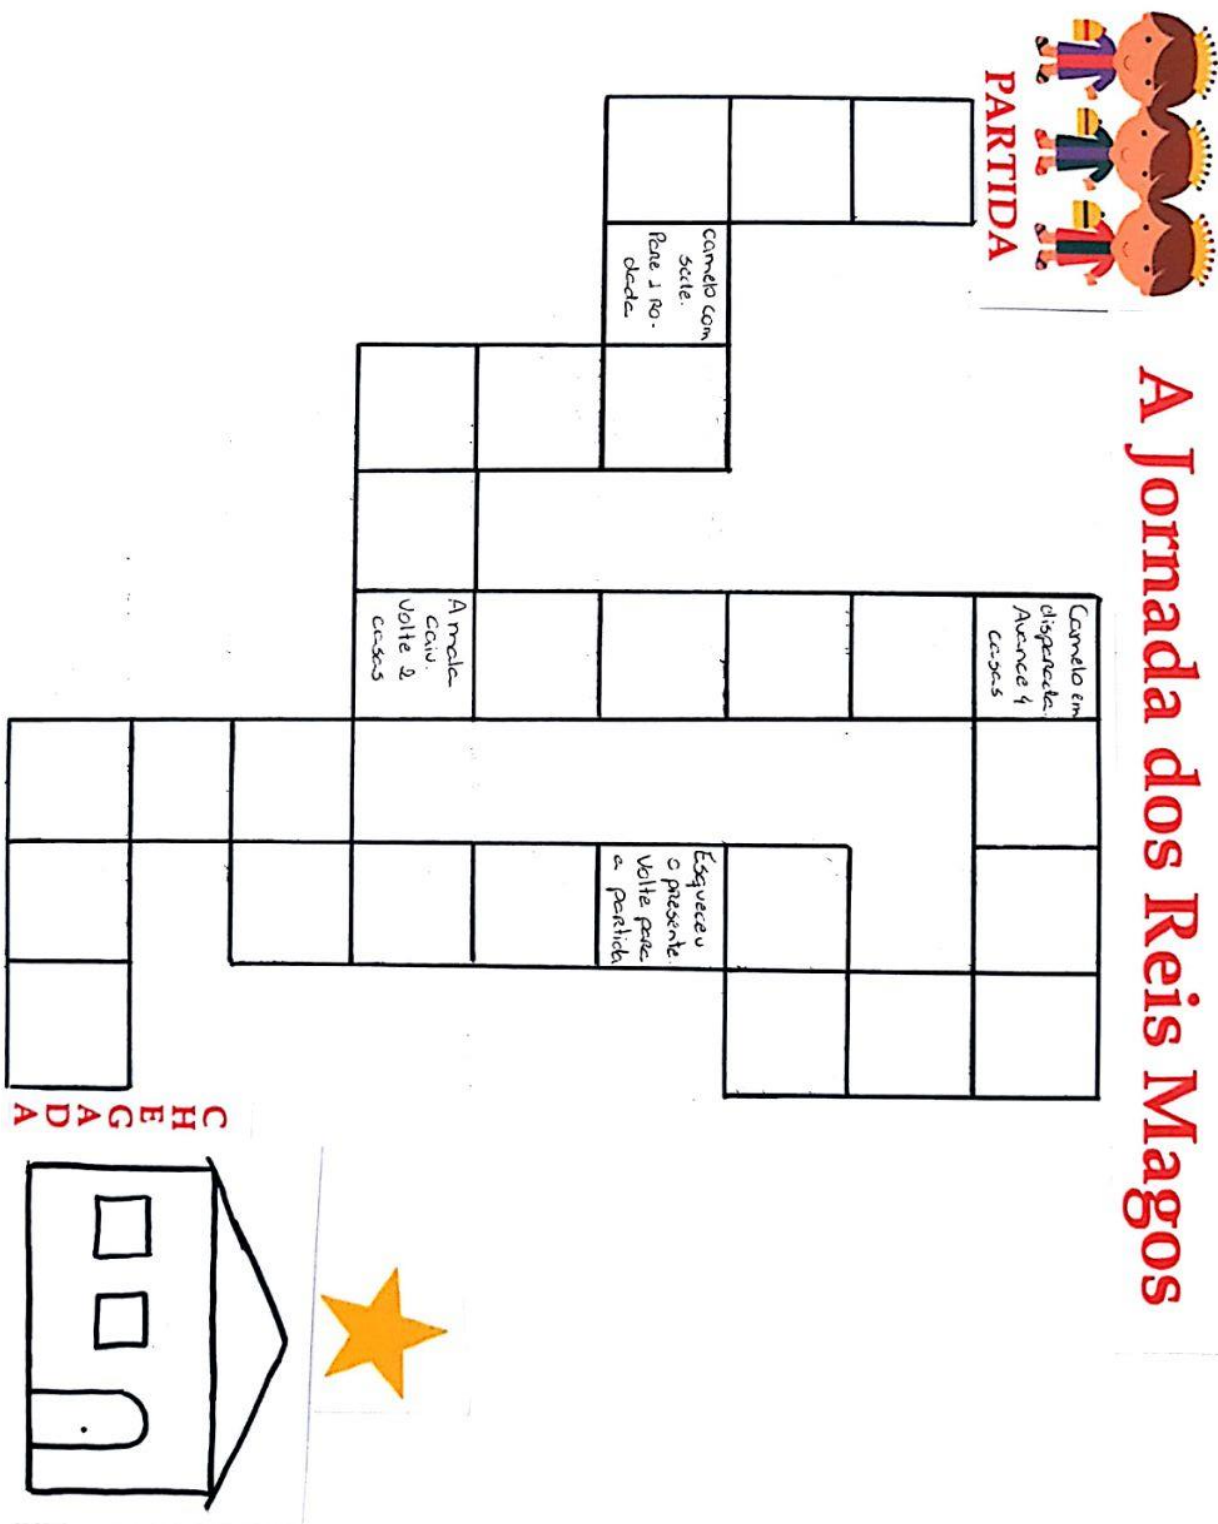 A Jornada dos Reis Magos
PARTIDA
camelo com
sede.
Pare 1 Ro-
dada
A mala
caiu.
Volte 2
casas
Camelo em
disparada.
Avance 4
casas
Esqueceu
o presente.
Volte para
a partida
CHEGADA